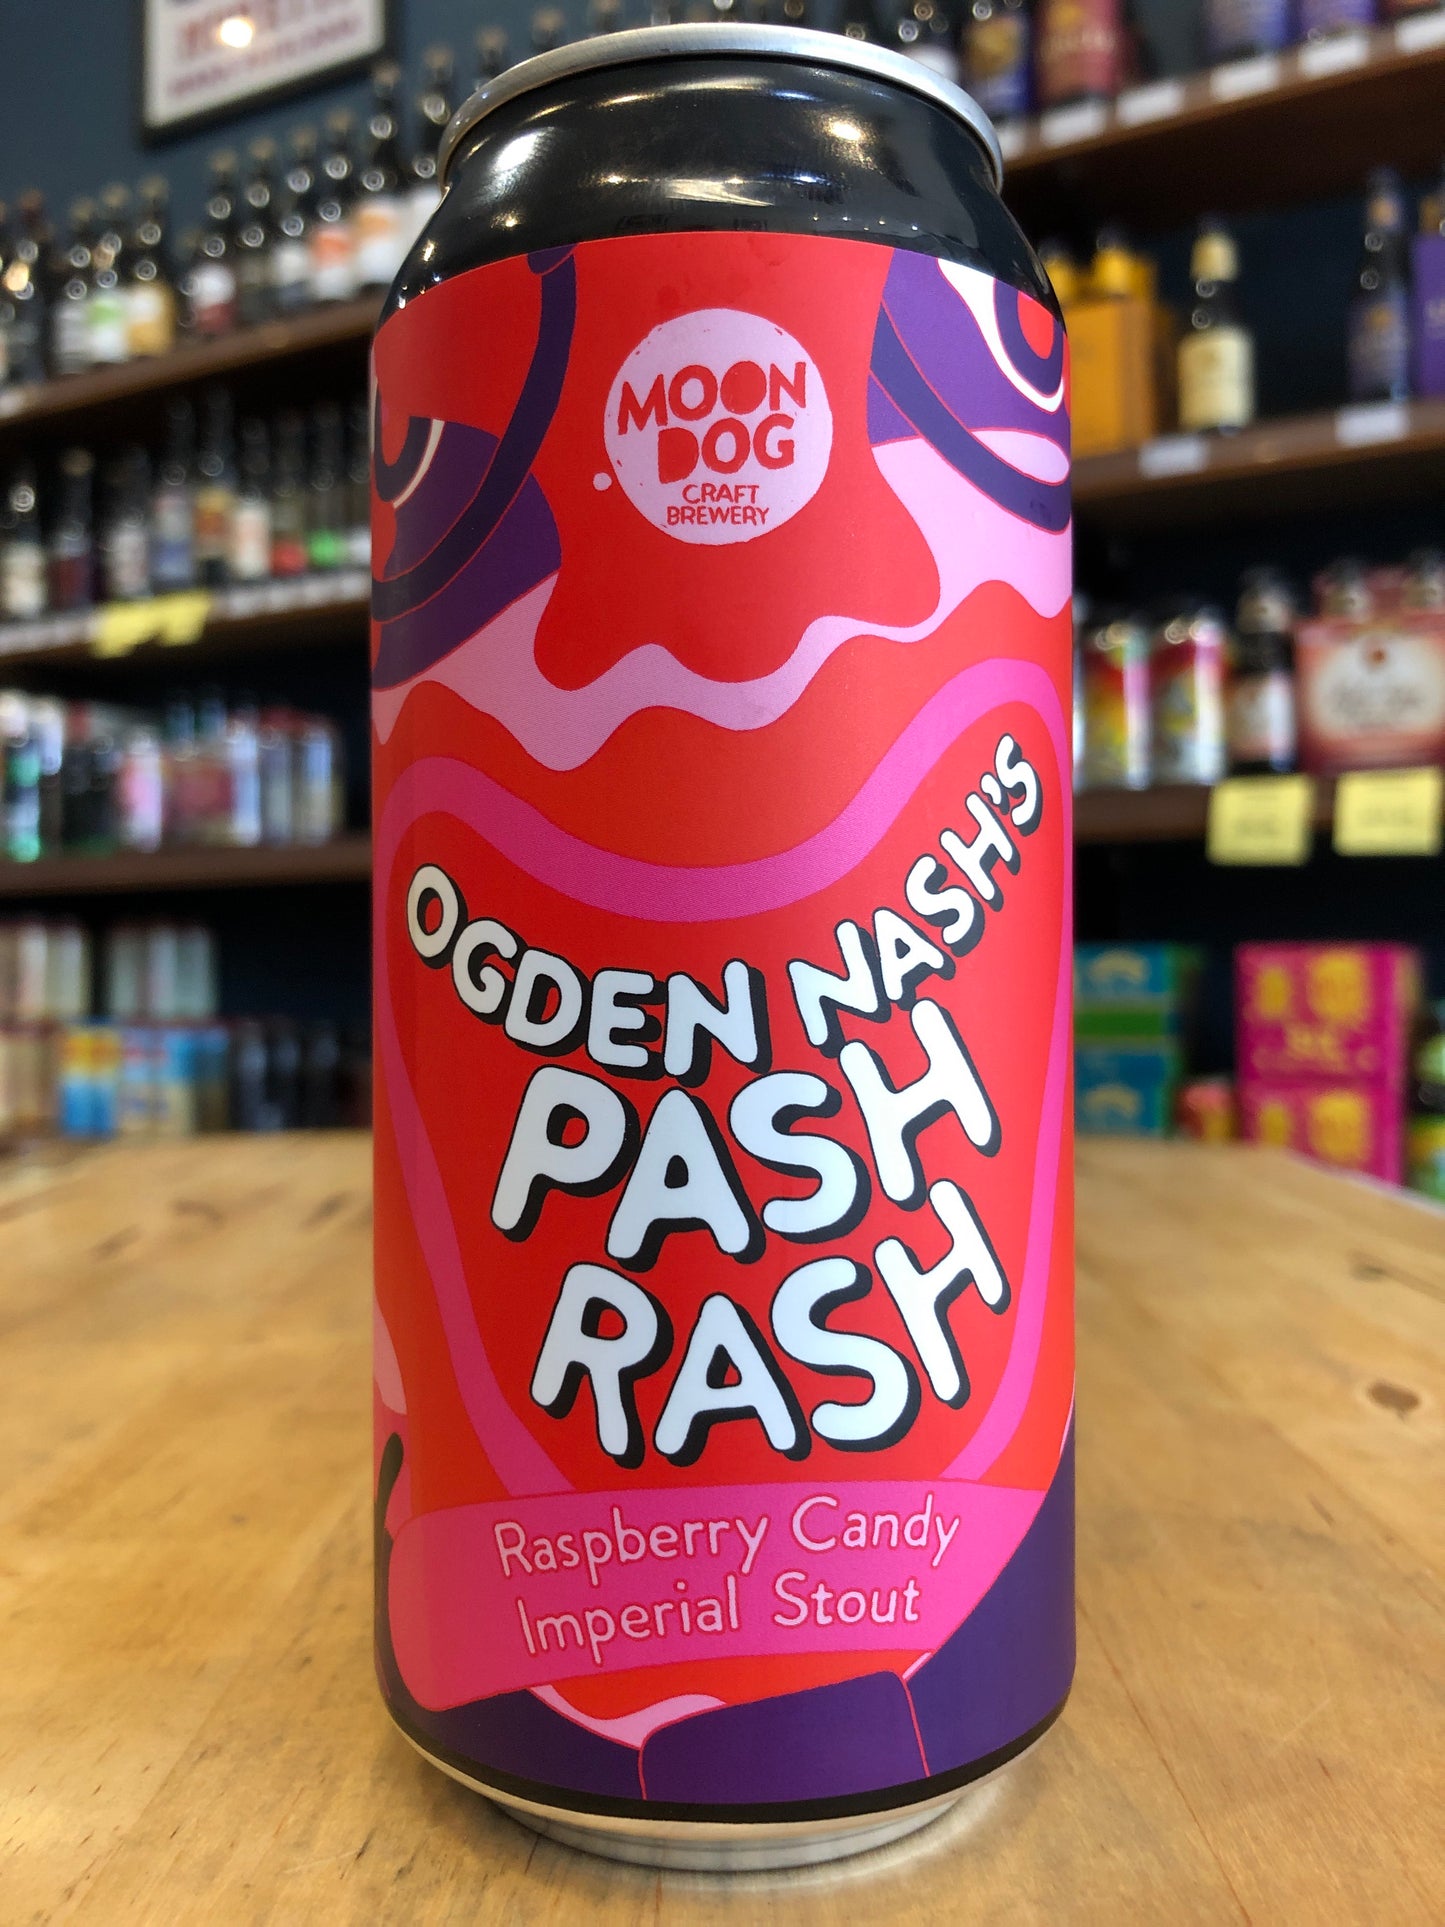 MOON
DOG
CRAFT
BREWERY
OGDEN NASH'S
PASH
RASH
Raspberry Candy
Imperial Stout